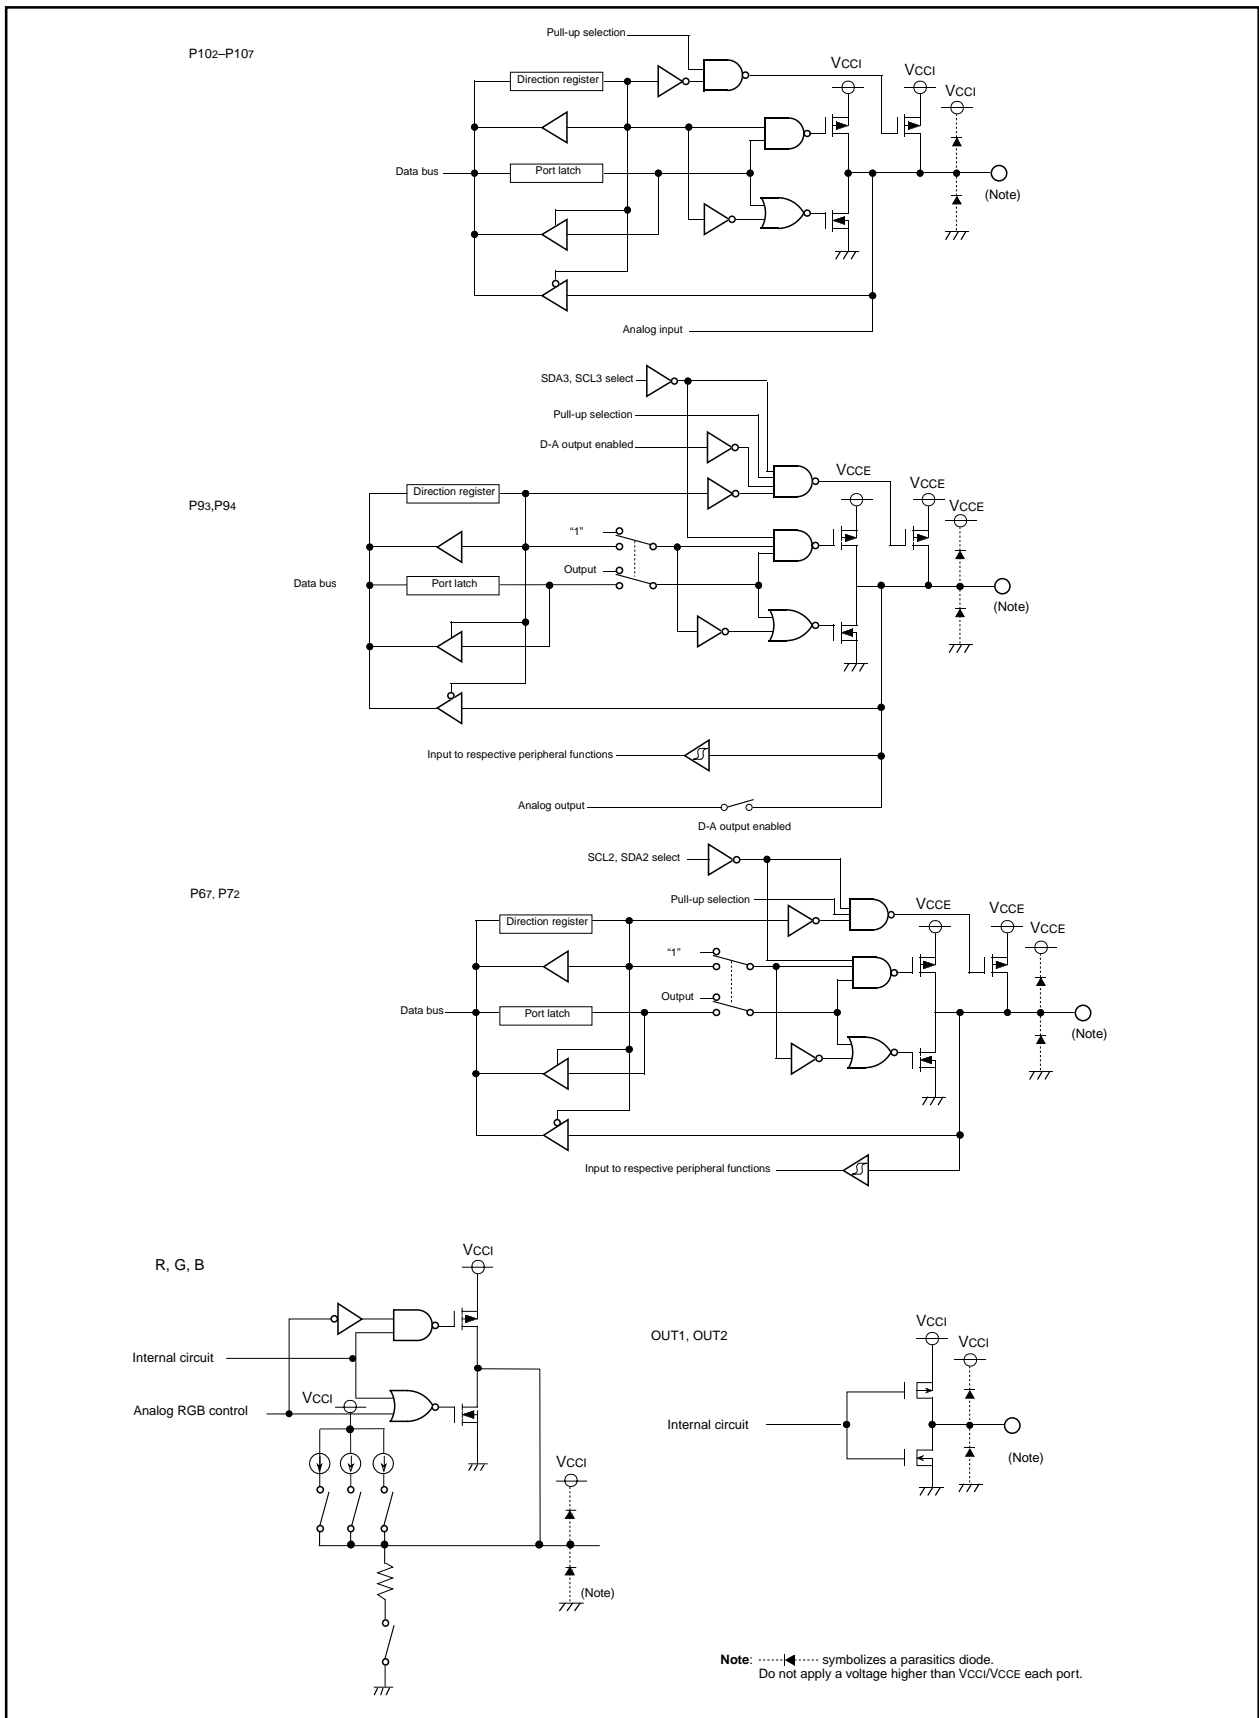 Pull-up selection
P102–P107
VCCI
VCCI
VCCI
Direction register
Data bus
Port latch
(Note)
Analog input
SDA3, SCL3 select
Pull-up selection
D-A output enabled
VCCE
VCCE
VCCE
P93,P94
Direction register
“1”
Output
Data bus
Port latch
(Note)
Input to respective peripheral functions
Analog output
D-A output enabled
SCL2, SDA2 select
P67, P72
Pull-up selection
VCCE
VCCE
VCCE
Direction register
“1”
Output
Data bus
Port latch
(Note)
Input to respective peripheral functions
R, G, B
VCCI
Internal circuit
VCCI
Analog RGB control
VCCI
(Note)
OUT1, OUT2
VCCI
VCCI
Internal circuit
(Note)
Note: symbolizes a parasitics diode.
Do not apply a voltage higher than VCCI/VCCE each port.